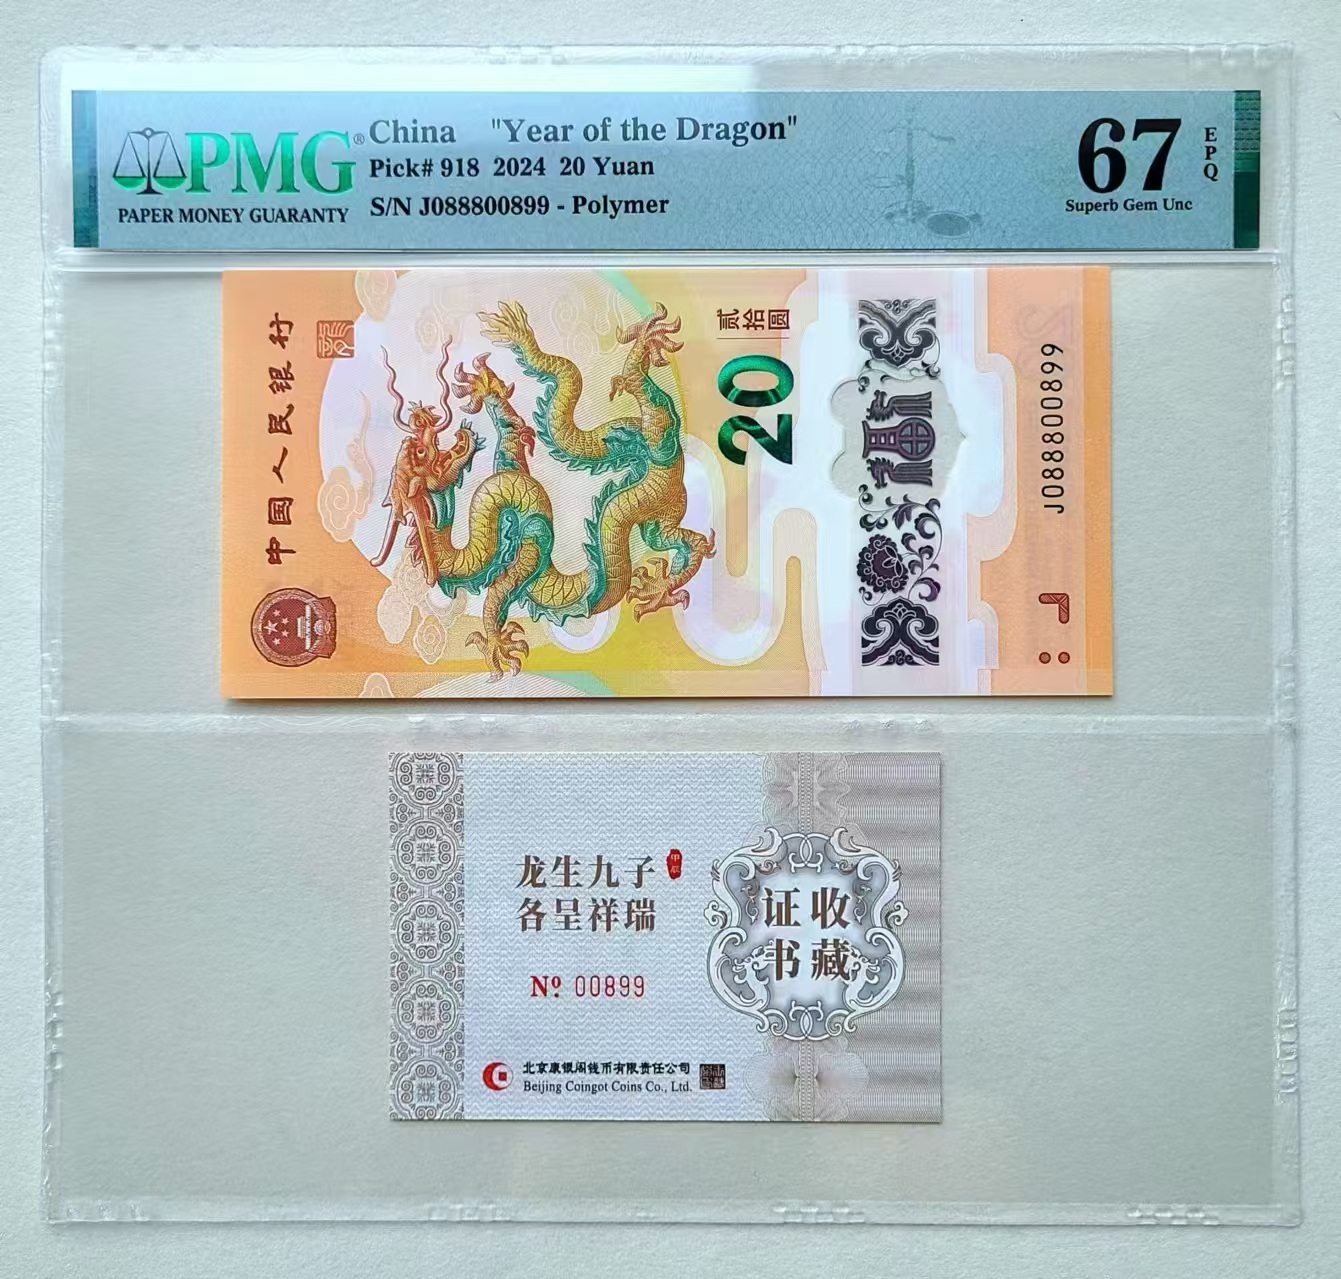 PMG®
PAPER MONEY GUARANTY
China "Year of the Dragon"
Pick# 918 2024 20 Yuan
S/N J088800899 - Polymer
67
EPQ
Superb Gem Unc
中国人民银行
贰拾圆
20
J088800899
龙生九子
甲辰
各呈祥瑞
收藏
证书
No. 00899
北京康银阁钱币有限责任公司
Beijing Coingot Coins Co., Ltd.